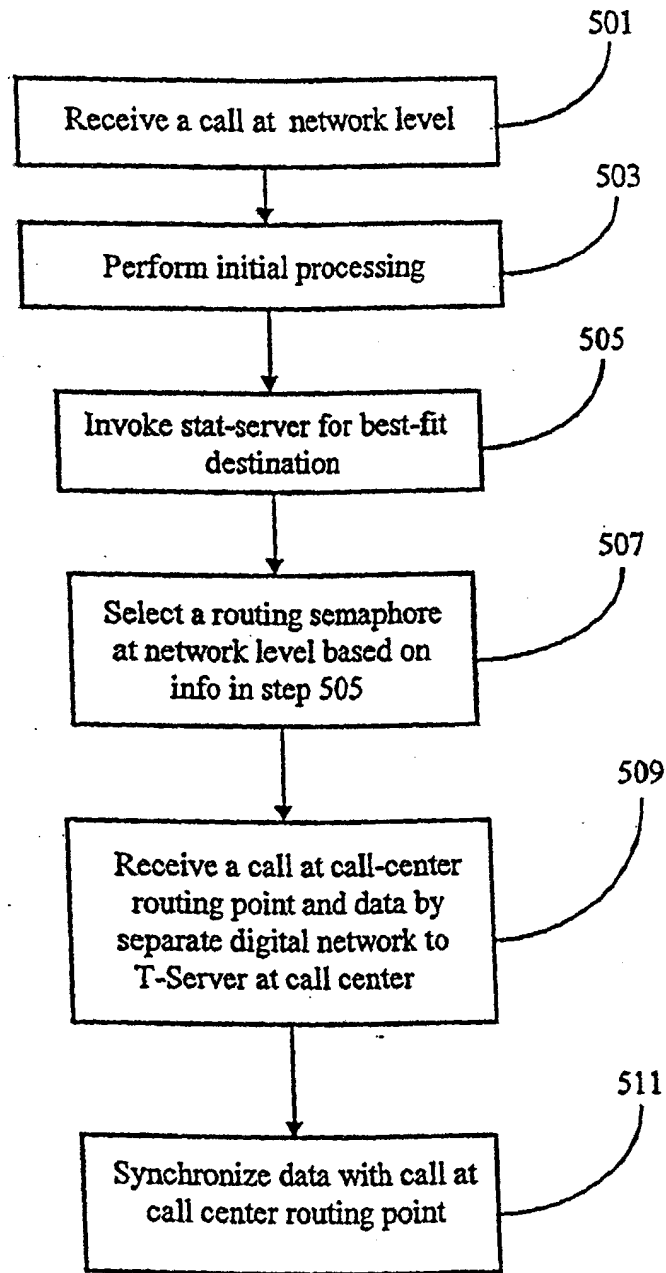 501
Receive a call at network level
503
Perform initial processing
505
Invoke stat-server for best-fit
destination
507
Select a routing semaphore
at network level based on
info in step 505
509
Receive a call at call-center
routing point and data by
separate digital network to
T-Server at call center
511
Synchronize data with call at
call center routing point